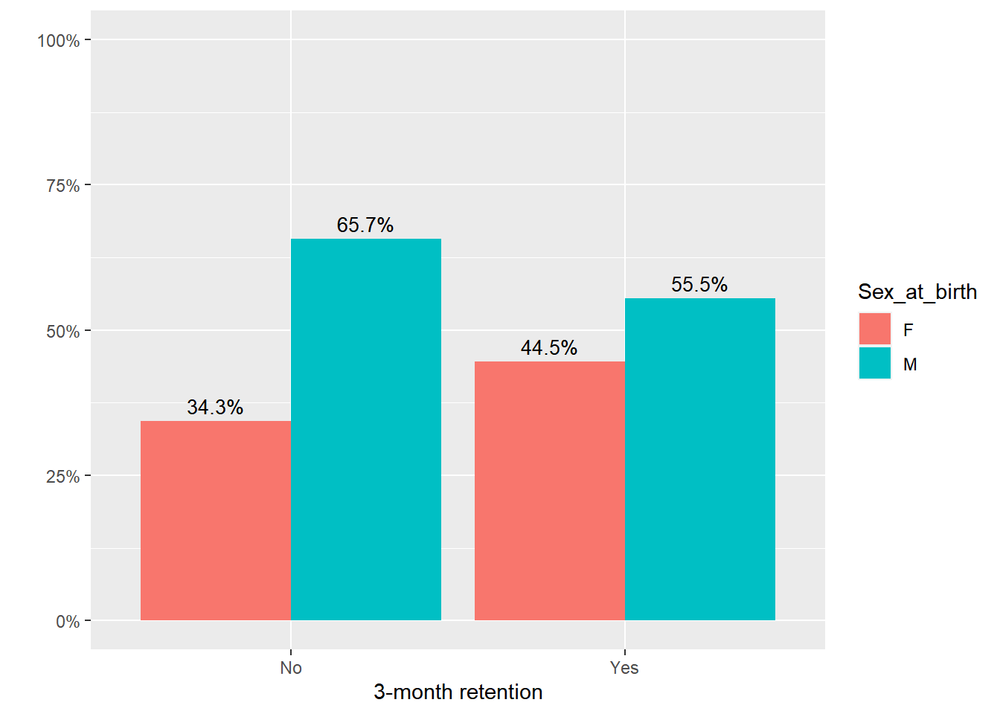 100%
75%
50%
25%
0%
65.7%
55.5%
44.5%
34.3%
No
Yes
3-month retention
Sex_at_birth
F
M